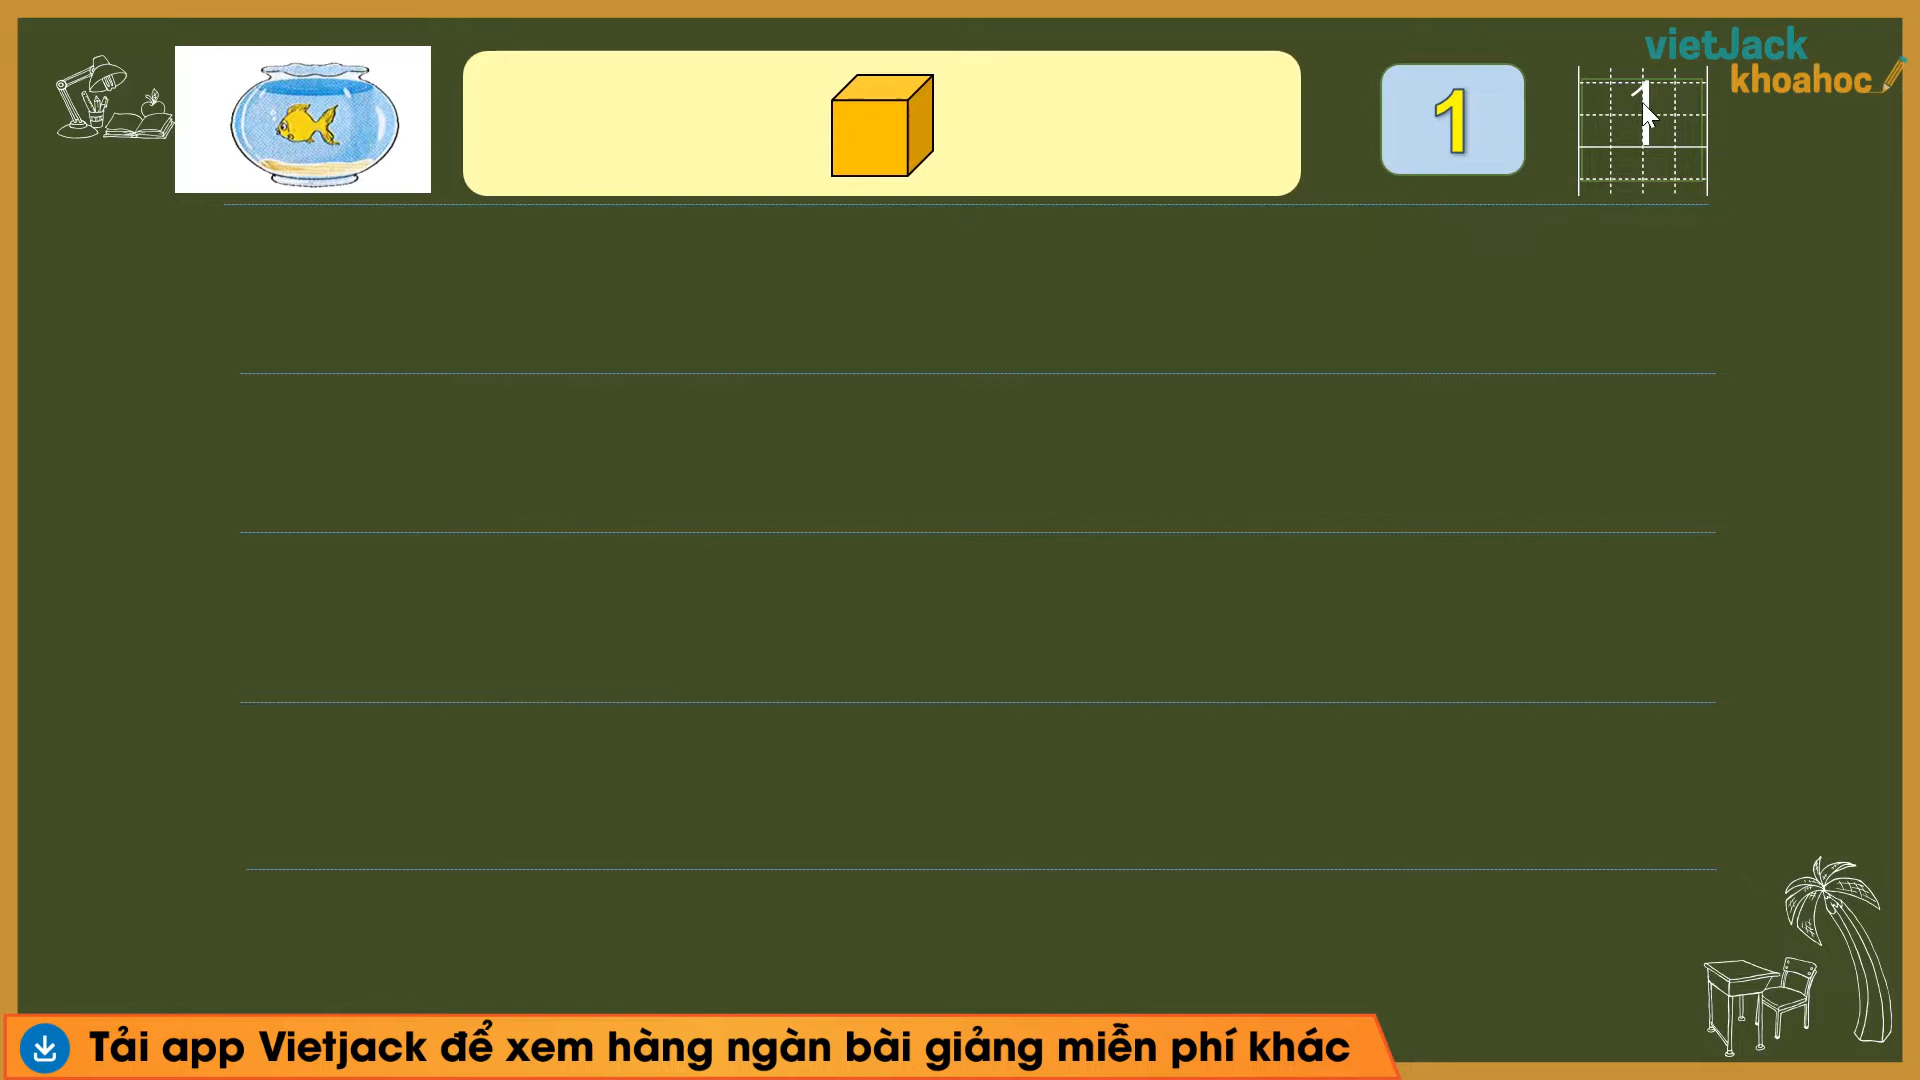 vietJack
khoahoc
1
1
Tải app Vietjack để xem hàng ngàn bài giảng miễn phí khác